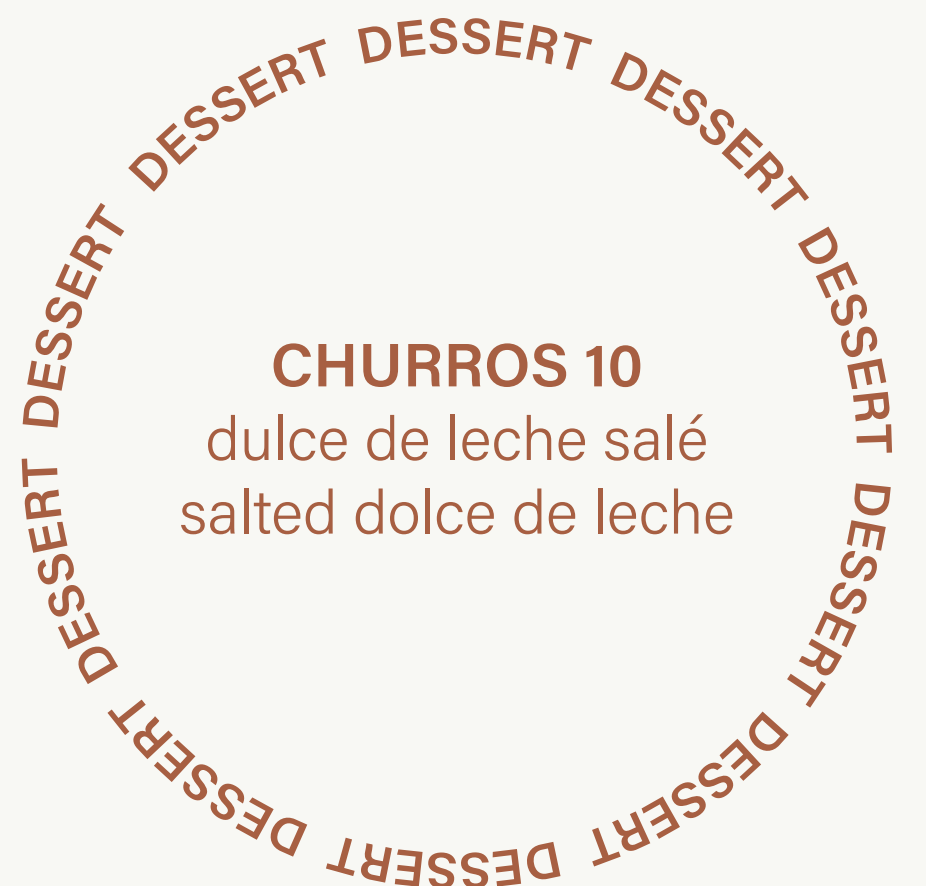 DESSERT DESSERT DESSERT DESSERT DESSERT DESSERT DESSERT DESSERT DESSERT DESSERT
CHURROS 10
dulce de leche salé
salted dolce de leche